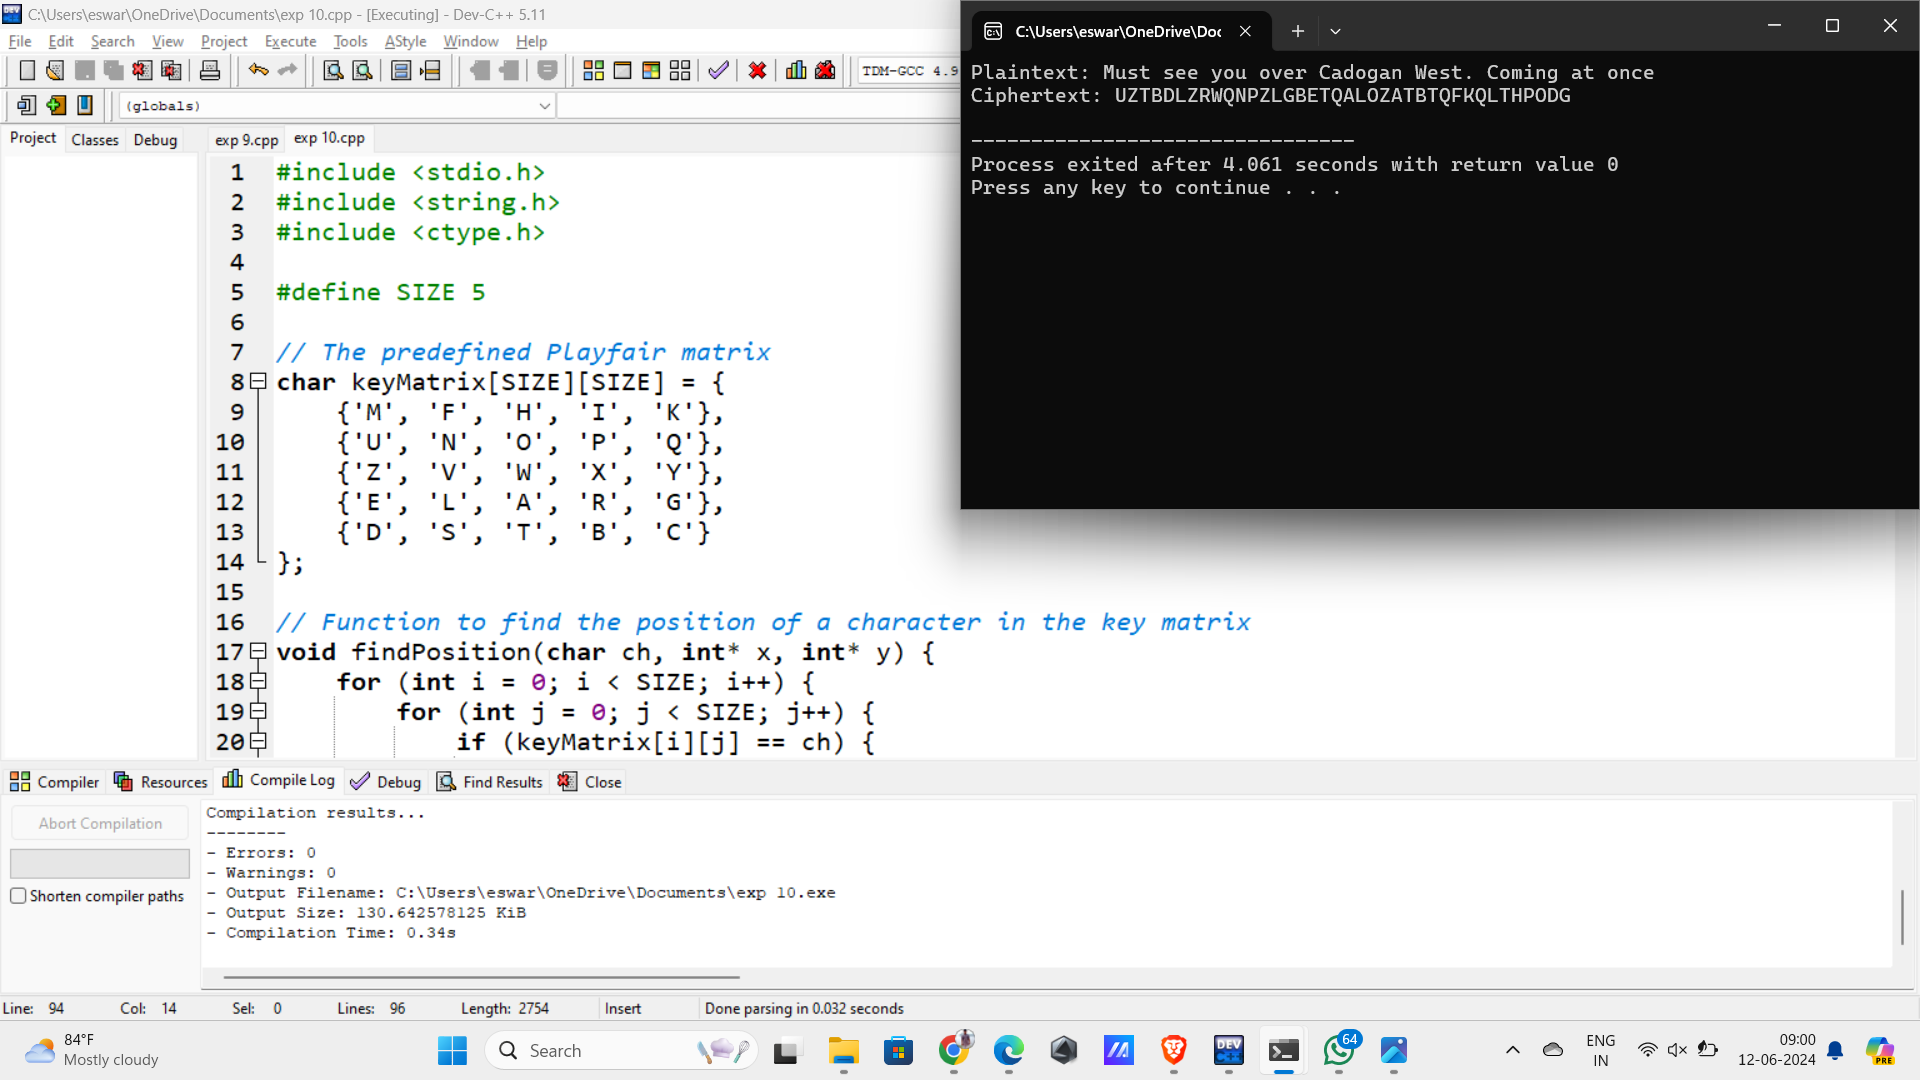 C:\Users\eswar\OneDrive\Documents\exp 10.cpp - [Executing] - Dev-C++ 5.11
File Edit Search View Project Execute Tools AStyle Window Help
TDM-GCC 4.9
(globals)
Project Classes Debug
exp 9.cpp exp 10.cpp
1 #include <stdio.h>
2 #include <string.h>
3 #include <ctype.h>
4
5 #define SIZE 5
6
7 // The predefined Playfair matrix
8 char keyMatrix[SIZE][SIZE] = {
9 {'M', 'F', 'H', 'I', 'K'},
10 {'U', 'N', 'O', 'P', 'Q'},
11 {'Z', 'V', 'W', 'X', 'Y'},
12 {'E', 'L', 'A', 'R', 'G'},
13 {'D', 'S', 'T', 'B', 'C'}
14 };
15
16 // Function to find the position of a character in the key matrix
17 void findPosition(char ch, int* x, int* y) {
18 for (int i = 0; i < SIZE; i++) {
19 for (int j = 0; j < SIZE; j++) {
20 if (keyMatrix[i][j] == ch) {
C:\Users\eswar\OneDrive\Doc
Plaintext: Must see you over Cadogan West. Coming at once
Ciphertext: UZTBDLZRWQNPZLGBETQALOZATBTQFKQLTHPODG
--------------------------------
Process exited after 4.061 seconds with return value 0
Press any key to continue . . .
Compiler Resources Compile Log Debug Find Results Close
Abort Compilation
Shorten compiler paths
Compilation results...
--------
- Errors: 0
- Warnings: 0
- Output Filename: C:\Users\eswar\OneDrive\Documents\exp 10.exe
- Output Size: 130.642578125 KiB
- Compilation Time: 0.34s
Line: 94 Col: 14 Sel: 0 Lines: 96 Length: 2754 Insert Done parsing in 0.032 seconds
84°F
Mostly cloudy
Search
DEV C++
64
ENG
IN
09:00
12-06-2024
PRE